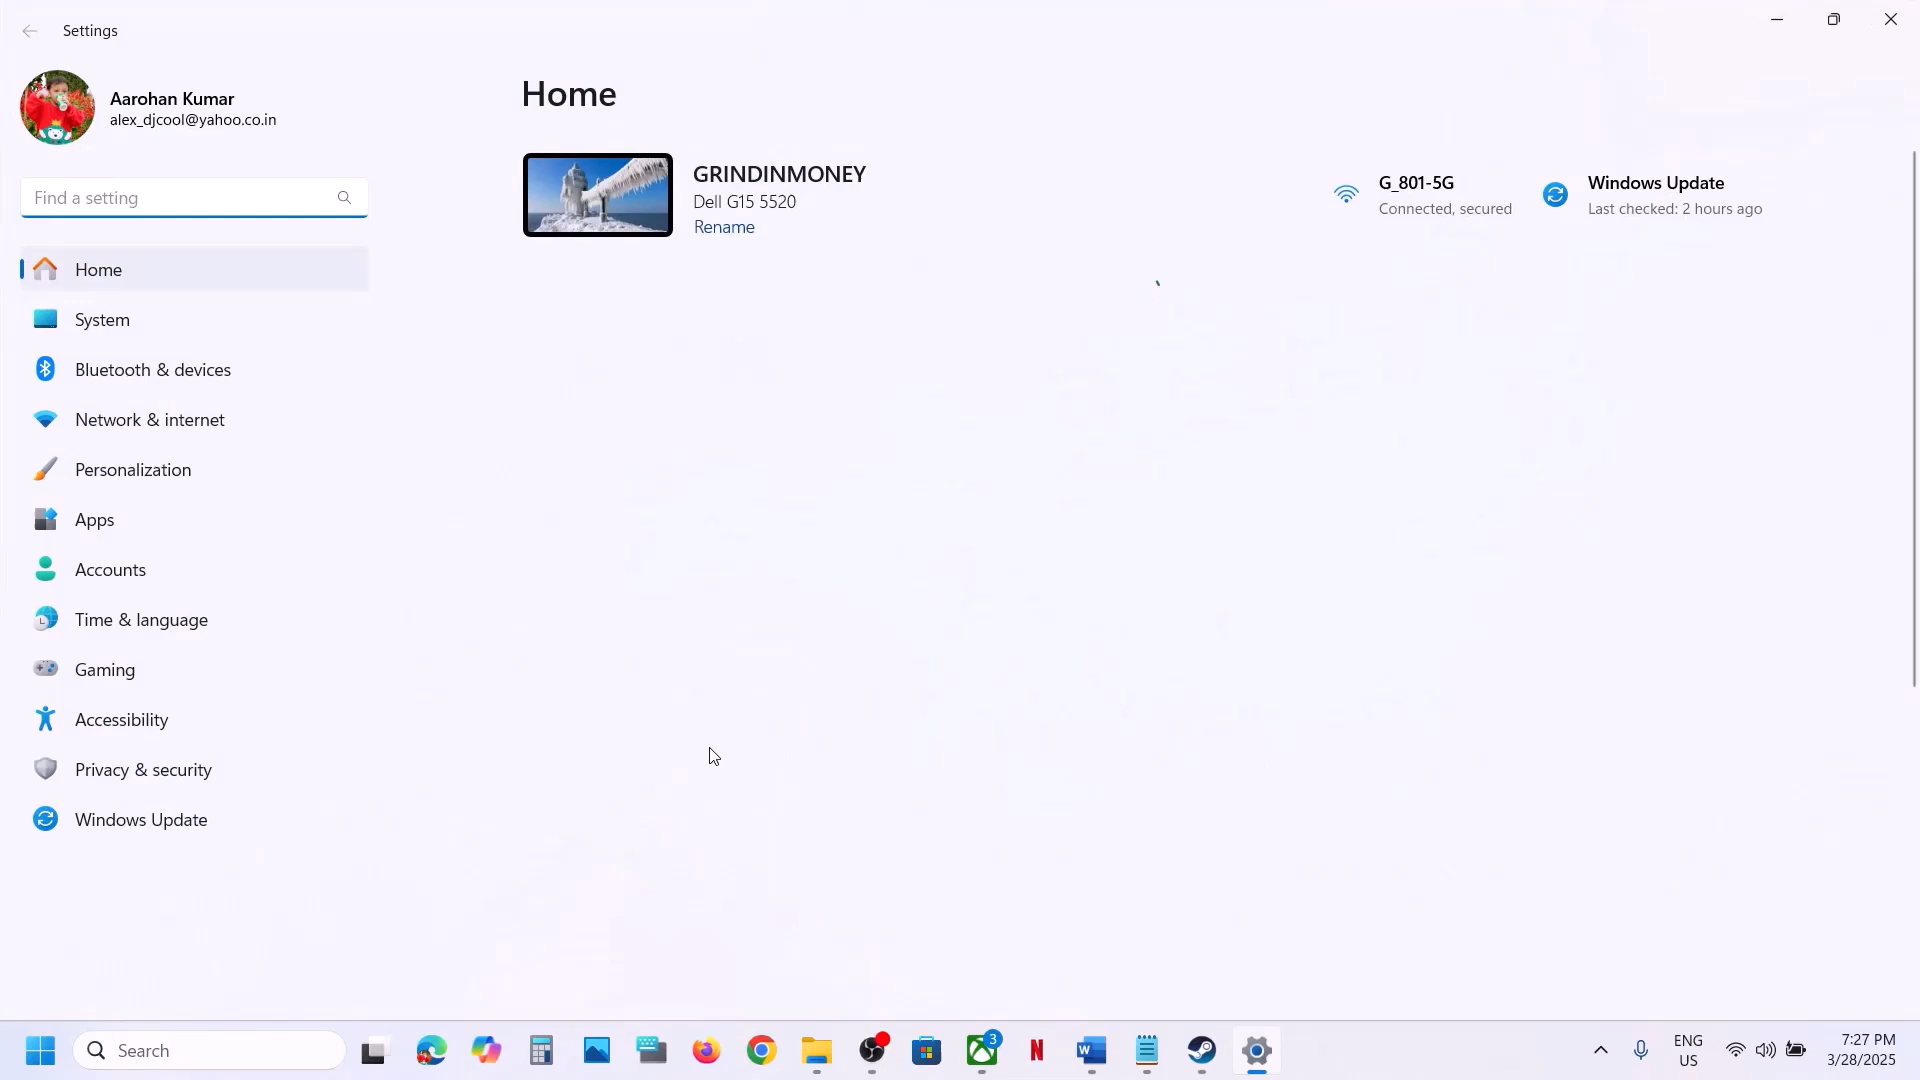 Settings
Aarohan Kumar
alex_djcool@yahoo.co.in
Find a setting
Home
System
Bluetooth & devices
Network & internet
Personalization
Apps
Accounts
Time & language
Gaming
Accessibility
Privacy & security
Windows Update
Home
GRINDINMONEY
Dell G15 5520
Rename
G_801-5G
Connected, secured
Windows Update
Last checked: 2 hours ago
Search
3
N
W
ENG
US
7:27 PM
3/28/2025